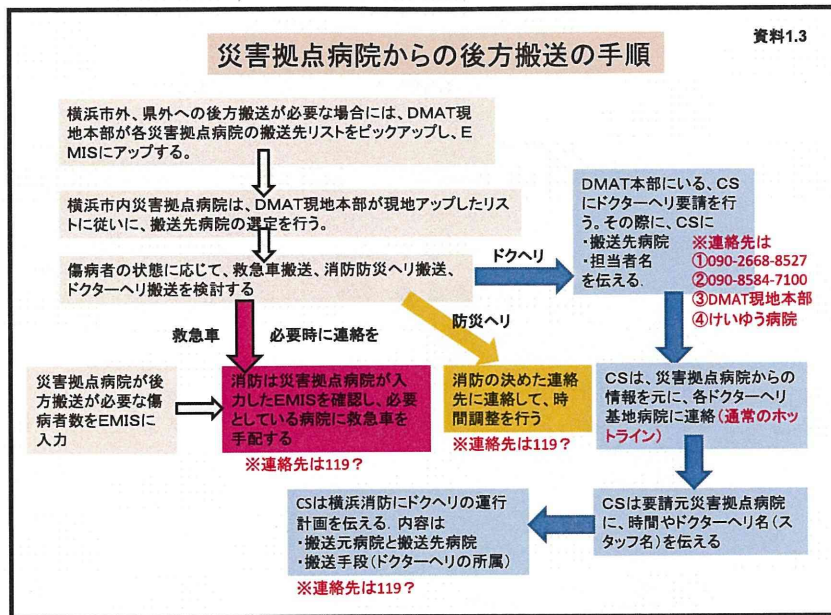 資料1.3
災害拠点病院からの後方搬送の手順
横浜市外、県外への後方搬送が必要な場合には、DMAT現
地本部が各災害拠点病院の搬送先リストをピックアップし、E
MISにアップする。
横浜市内災害拠点病院は、DMAT現地本部が現地アップしたリス
トに従いに、搬送先病院の選定を行う。
傷病者の状態に応じて、救急車搬送、消防防災ヘリ搬送、
ドクターヘリ搬送を検討する
ドクヘリ
DMAT本部にいる、CS
にドクターヘリ要請を行
う。その際に、CSに
・搬送先病院
・担当者名
を伝える.
※連絡先は
①090-2668-8527
②090-8584-7100
③DMAT現地本部
④けいゆう病院
救急車
必要時に連絡を
防災ヘリ
災害拠点病院が後
方搬送が必要な傷
病者数をEMISに
入力
消防は災害拠点病院が入
力したEMISを確認し、必要
としている病院に救急車を
手配する
※連絡先は119？
消防の決めた連絡
先に連絡して、時
間調整を行う
※連絡先は119？
CSは、災害拠点病院からの
情報を元に、各ドクターヘリ
基地病院に連絡(通常のホッ
トライン)
CSは要請元災害拠点病院
に、時間やドクターヘリ名(ス
タッフ名)を伝える
CSは横浜消防にドクヘリの運行
計画を伝える. 内容は
・搬送元病院と搬送先病院
・搬送手段(ドクターヘリの所属)
※連絡先は119？